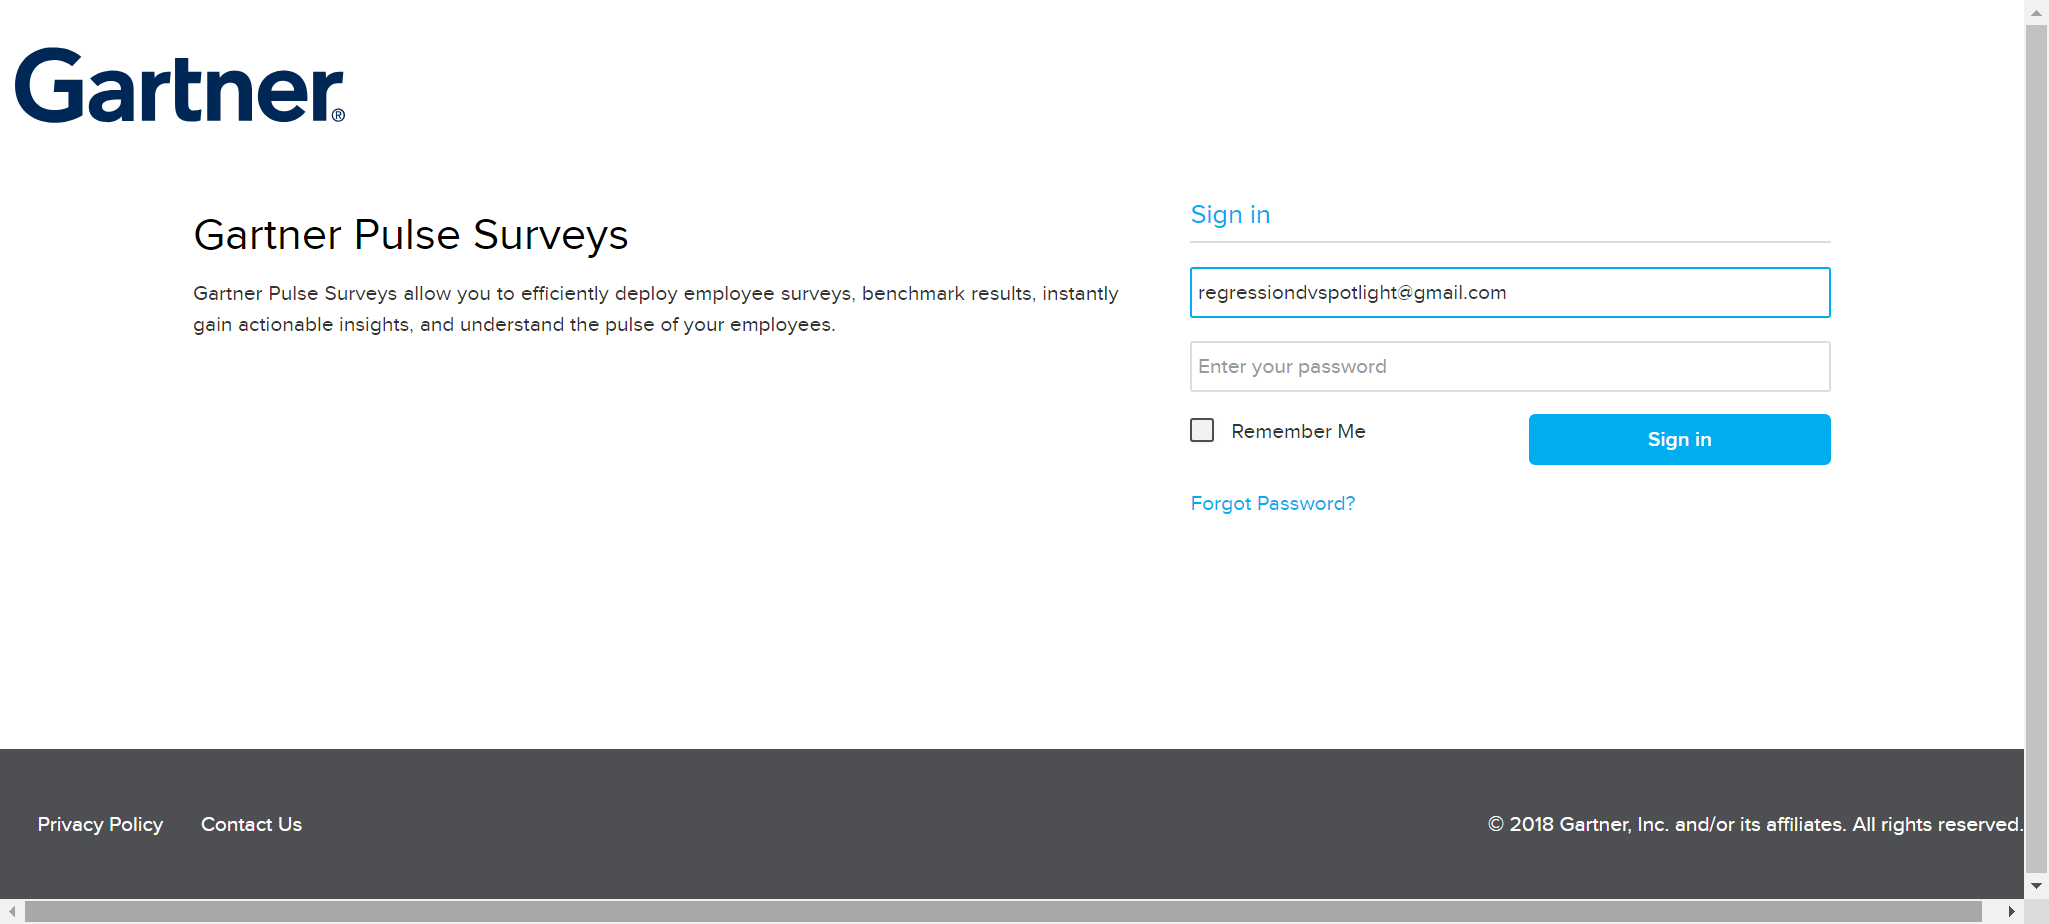 Gartner®
Gartner Pulse Surveys
Gartner Pulse Surveys allow you to efficiently deploy employee surveys, benchmark results, instantly
gain actionable insights, and understand the pulse of your employees.
Sign in
regressiondvspotlight@gmail.com
Enter your password
Remember Me
Sign in
Forgot Password?
Privacy Policy
Contact Us
© 2018 Gartner, Inc. and/or its affiliates. All rights reserved.